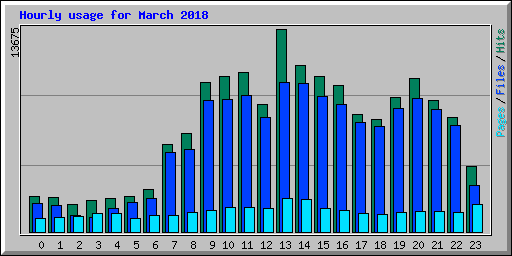 Hourly usage for March 2018
13675
Pages/Files/Hits
0 1 2 3 4 5 6 7 8 9 10 11 12 13 14 15 16 17 18 19 20 21 22 23